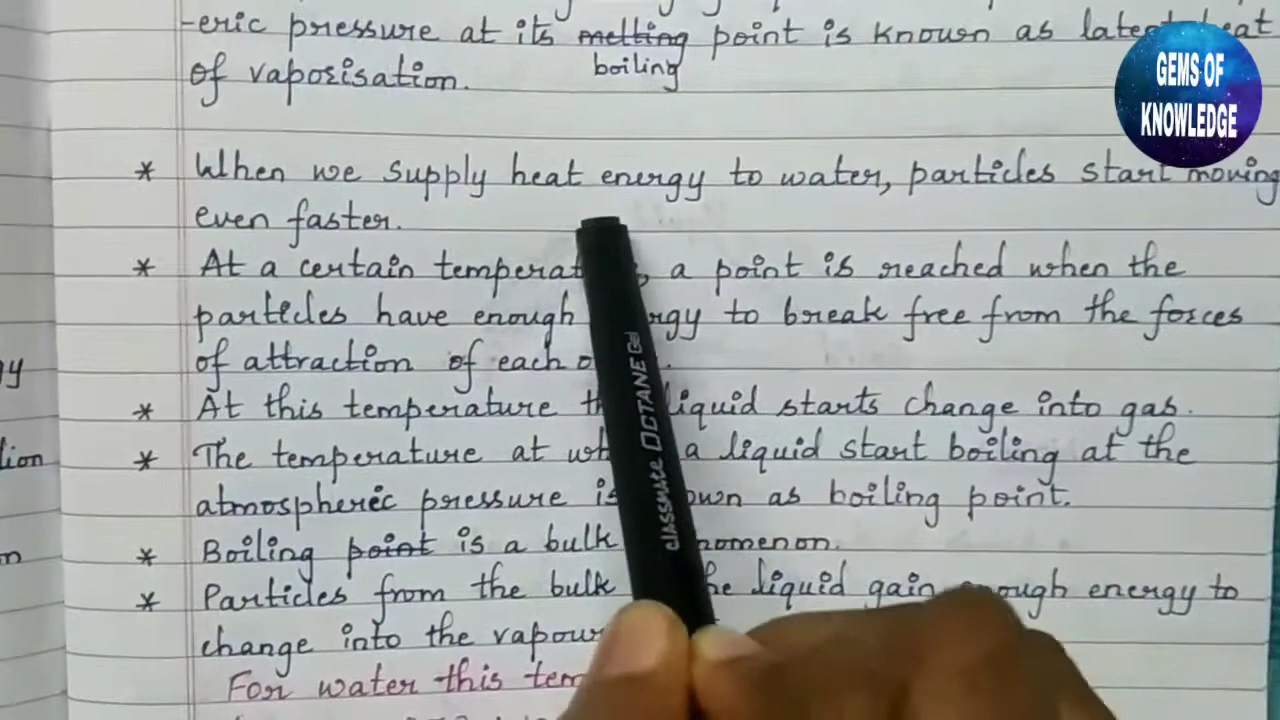 -eric pressure at its melting point is known as latent heat
boiling
of vaporisation.
GEMS OF
KNOWLEDGE
* When we supply heat energy to water, particles start moving
even faster.
* At a certain temperat , a point is reached when the
particles have enough rgy to break free from the forces
of attraction of each o .
* At this temperature th liquid starts change into gas.
* The temperature at wh a liquid start boiling at the
atmospheric pressure is own as boiling point.
* Boiling point is a bulk nomenon.
* Particles from the bulk he liquid gain enough energy to
change into the vapour
For water this tem
gy
tion
n
CLASSMATE OCTANE Gel